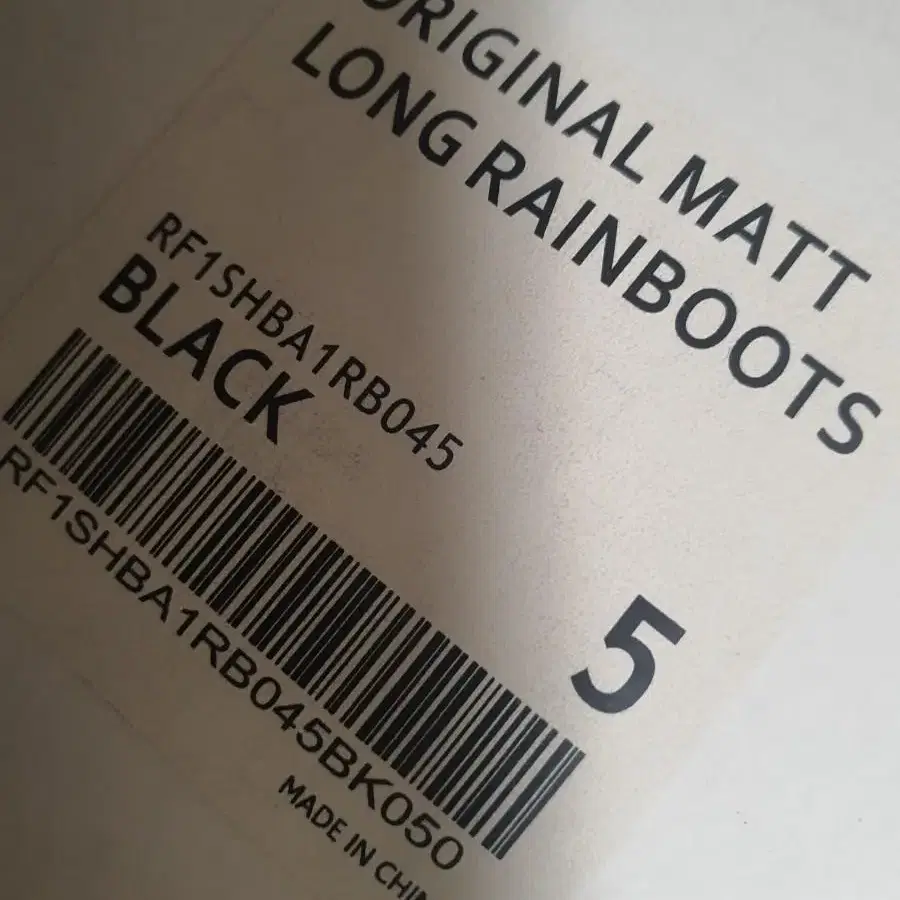 ORIGINAL MATT
LONG RAINBOOTS
RF1SHBA1RB045
BLACK
5
RF1SHBA1RB045BK050
MADE IN CHIN